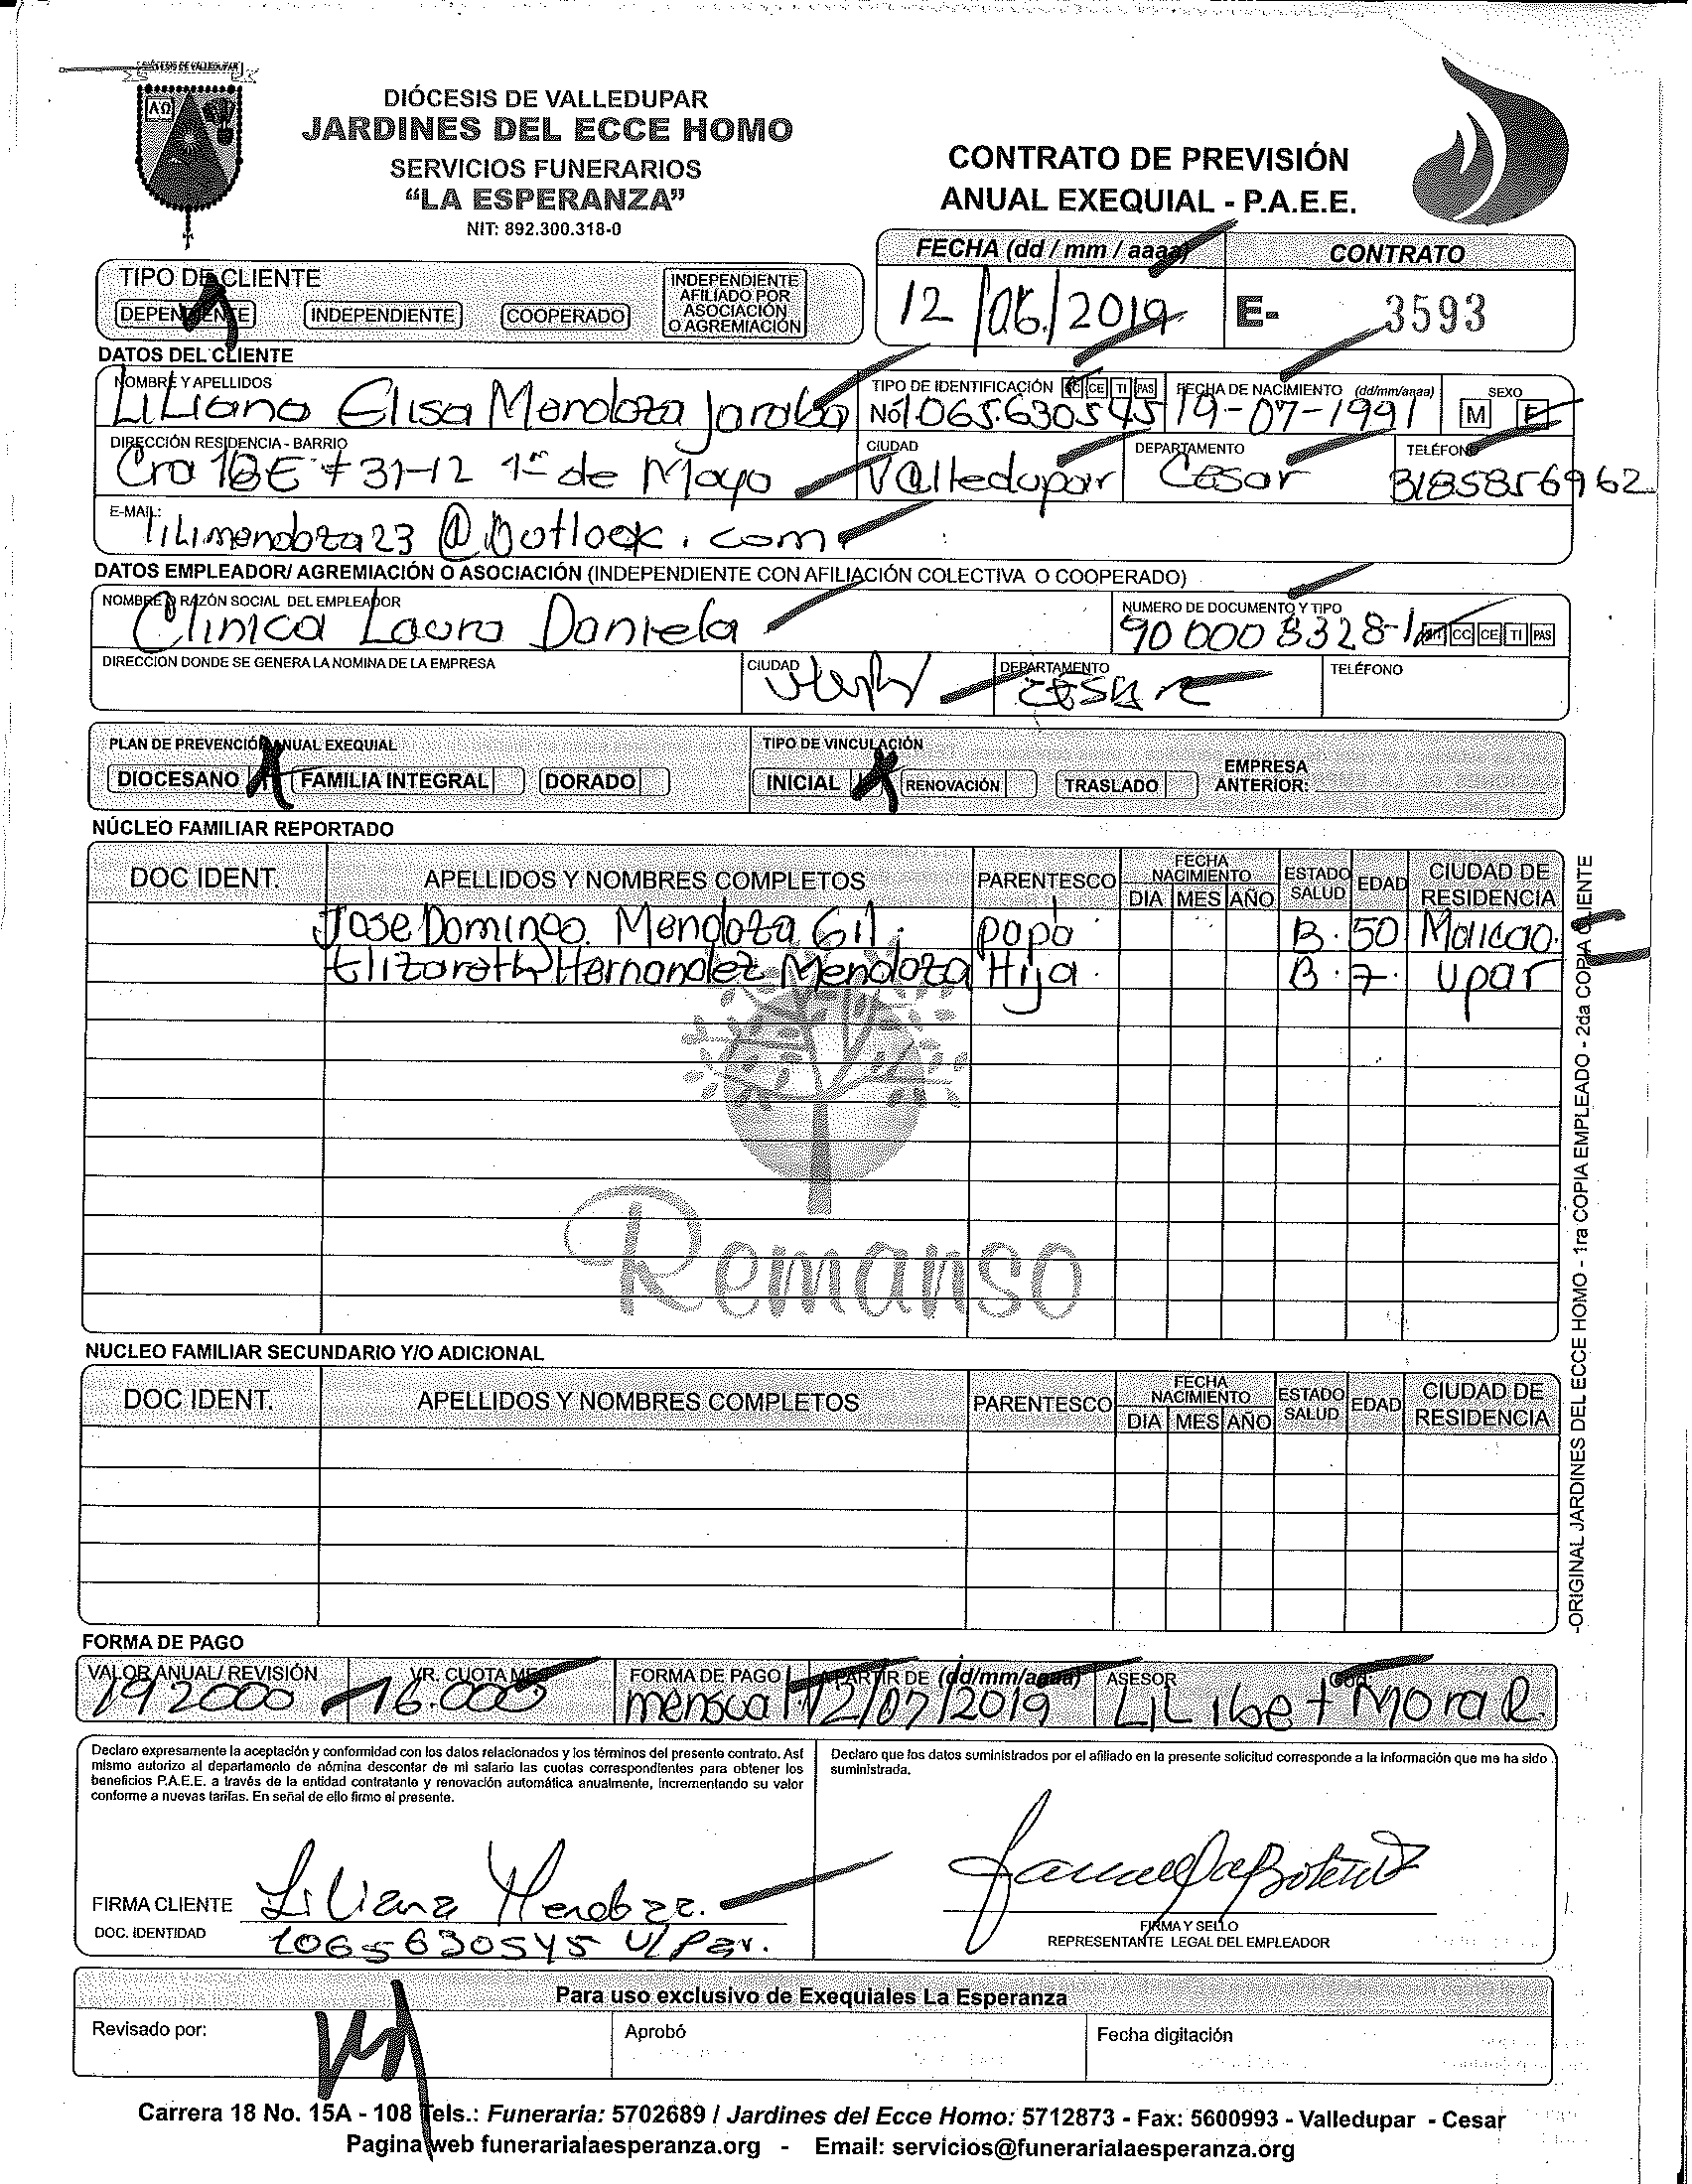 DIÓCESIS DE VALLEDUPAR
DIÓCESIS DE VALLEDUPAR
JARDINES DEL ECCE HOMO
SERVICIOS FUNERARIOS
“LA ESPERANZA”
NIT: 892.300.318-0
CONTRATO DE PREVISIÓN
ANUAL EXEQUIAL - P.A.E.E.
FECHA (dd / mm / aaaa) CONTRATO
12/06/2019 E- 3593
TIPO DE CLIENTE
DEPENDIENTE INDEPENDIENTE COOPERADO INDEPENDIENTE AFILIADO POR ASOCIACIÓN O AGREMIACIÓN
DATOS DEL CLIENTE
NOMBRE Y APELLIDOS TIPO DE IDENTIFICACIÓN CC CE TI PAS FECHA DE NACIMIENTO (dd/mm/aaaa) SEXO
LiLiana Elisa Mendoza Jaraba No 1065.630545 19-07-1991 M F
DIRECCIÓN RESIDENCIA - BARRIO CIUDAD DEPARTAMENTO TELÉFONO
Cra 18E # 31-12 1º de Mayo Valledupar Cesar 3185856962
E-MAIL:
lilimendoza23@outlook.com
DATOS EMPLEADOR/ AGREMIACIÓN O ASOCIACIÓN (INDEPENDIENTE CON AFILIACIÓN COLECTIVA O COOPERADO)
NOMBRE O RAZÓN SOCIAL DEL EMPLEADOR NUMERO DE DOCUMENTO Y TIPO
Clinica Laura Daniela 900008328-1 NIT CC CE TI PAS
DIRECCION DONDE SE GENERA LA NOMINA DE LA EMPRESA CIUDAD DEPARTAMENTO TELÉFONO
CESAR
PLAN DE PREVENCIÓN ANUAL EXEQUIAL TIPO DE VINCULACIÓN
DIOCESANO FAMILIA INTEGRAL DORADO INICIAL RENOVACIÓN TRASLADO EMPRESA ANTERIOR:
NÚCLEO FAMILIAR REPORTADO
DOC IDENT. APELLIDOS Y NOMBRES COMPLETOS PARENTESCO FECHA NACIMIENTO ESTADO SALUD EDAD CIUDAD DE RESIDENCIA
DIA MES AÑO
Jose Domingo Mendoza Gil papá B. 50 Maicao
Elizabeth Hernandez Mendoza Hija B. 7. Upar
Remanso
NUCLEO FAMILIAR SECUNDARIO Y/O ADICIONAL
DOC IDENT. APELLIDOS Y NOMBRES COMPLETOS PARENTESCO FECHA NACIMIENTO ESTADO SALUD EDAD CIUDAD DE RESIDENCIA
DIA MES AÑO
-ORIGINAL JARDINES DEL ECCE HOMO - 1ra COPIA EMPLEADO - 2da COPIA CLIENTE
FORMA DE PAGO
VALOR ANUAL/ REVISIÓN VR. CUOTA MES FORMA DE PAGO A PARTIR DE (dd/mm/aaaa) ASESOR COD.
192000 16.000 mensual 12/07/2019 LiLibet Mora R.
Declaro expresamente la aceptación y conformidad con los datos relacionados y los términos del presente contrato. Así
mismo autorizo al departamento de nómina descontar de mi salario las cuotas correspondientes para obtener los
beneficios P.A.E.E. a través de la entidad contratante y renovación automática anualmente, incrementando su valor
conforme a nuevas tarifas. En señal de ello firmo el presente.
Declaro que los datos suministrados por el afiliado en la presente solicitud corresponde a la información que me ha sido
suministrada.
FIRMA CLIENTE Liliana Mendoza.
DOC. IDENTIDAD 1065630545 V/Par.
FIRMA Y SELLO
REPRESENTANTE LEGAL DEL EMPLEADOR
Para uso exclusivo de Exequiales La Esperanza
Revisado por: Aprobó Fecha digitación
Carrera 18 No. 15A - 108 Tels.: Funeraria: 5702689 / Jardines del Ecce Homo: 5712873 - Fax: 5600993 - Valledupar - Cesar
Pagina web funerarialaesperanza.org - Email: servicios@funerarialaesperanza.org